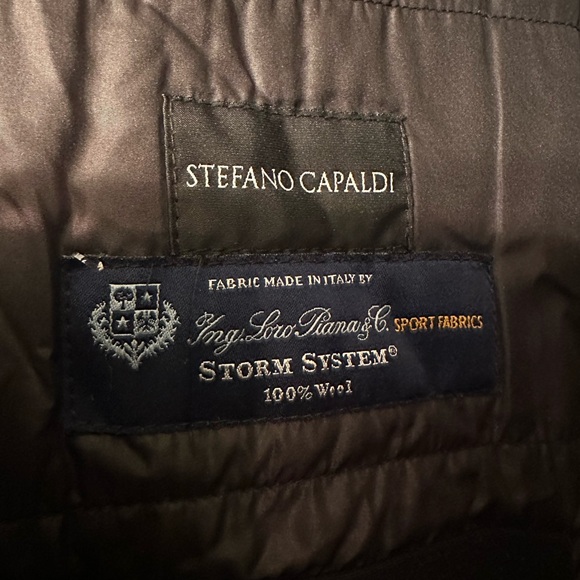 STEFANO CAPALDI
FABRIC MADE IN ITALY BY
Ing. Loro Piana & C. SPORT FABRICS
STORM SYSTEM®
100% Wool